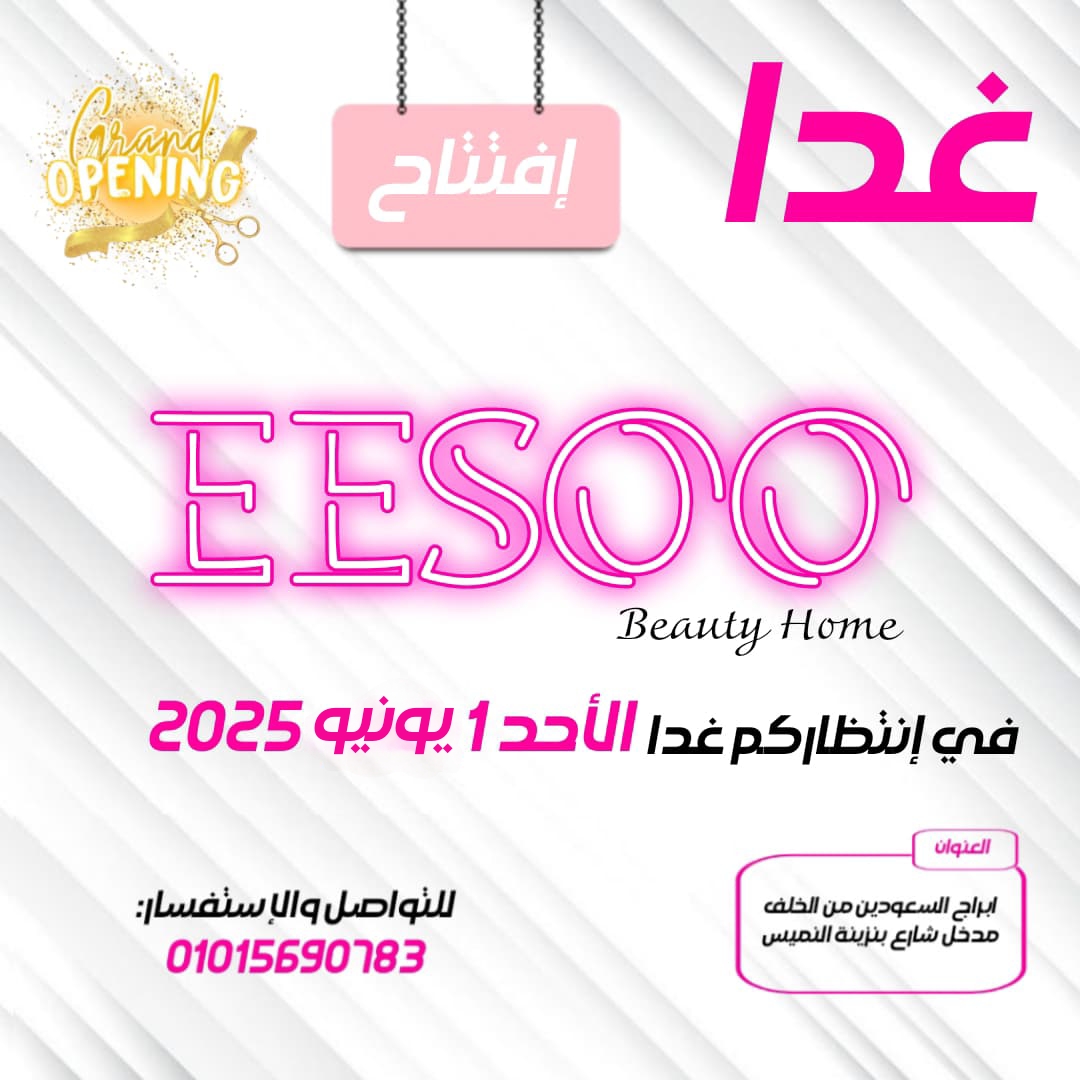 غدا
إفتتاح
Grand
OPENING
EESOO
Beauty Home
في إنتظاركم غدا الأحد 1 يونيو 2025
العنوان
ابراج السعودين من الخلف
مدخل شارع بنزينة النميس
للتواصل والإستفسار:
01015690783